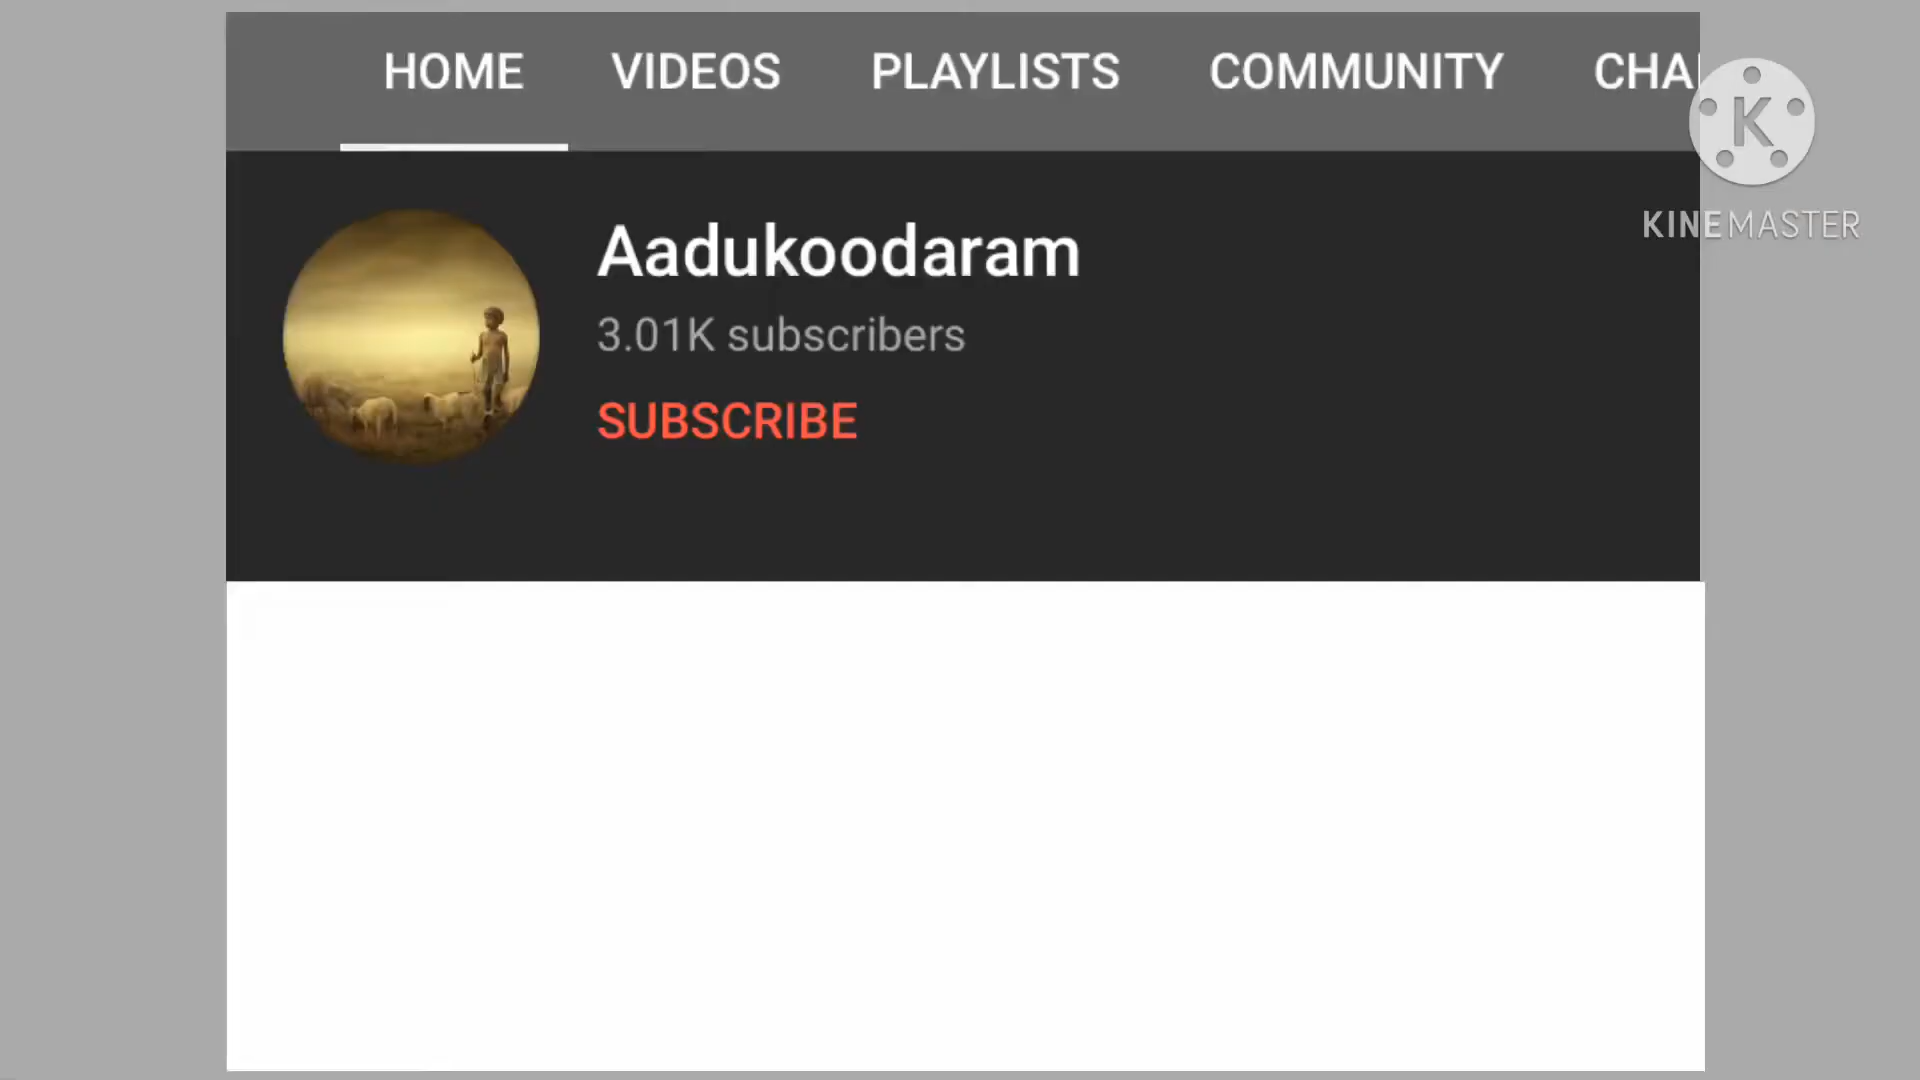 HOME VIDEOS PLAYLISTS COMMUNITY CHA
K
KINEMASTER
Aadukoodaram
3.01K subscribers
SUBSCRIBE